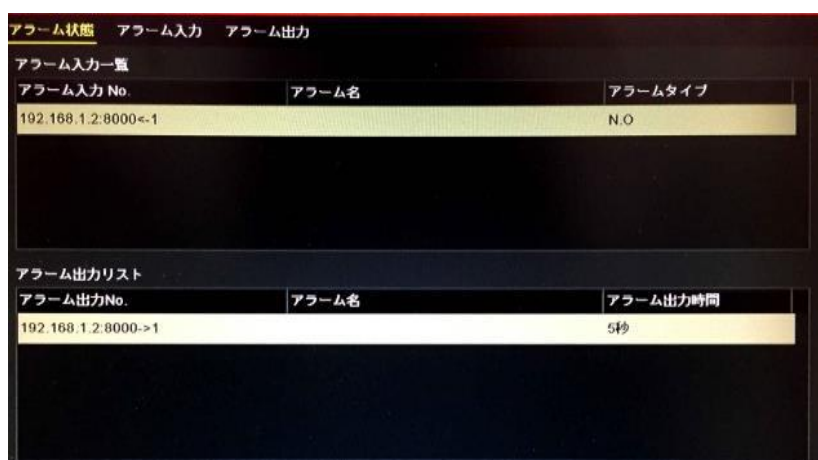 アラーム状態 アラーム入力 アラーム出力
アラーム入力一覧
アラーム入力 No. アラーム名 アラームタイプ
192.168.1.2:8000<-1 N.O
アラーム出力リスト
アラーム出力No. アラーム名 アラーム出力時間
192.168.1.2:8000->1 5秒